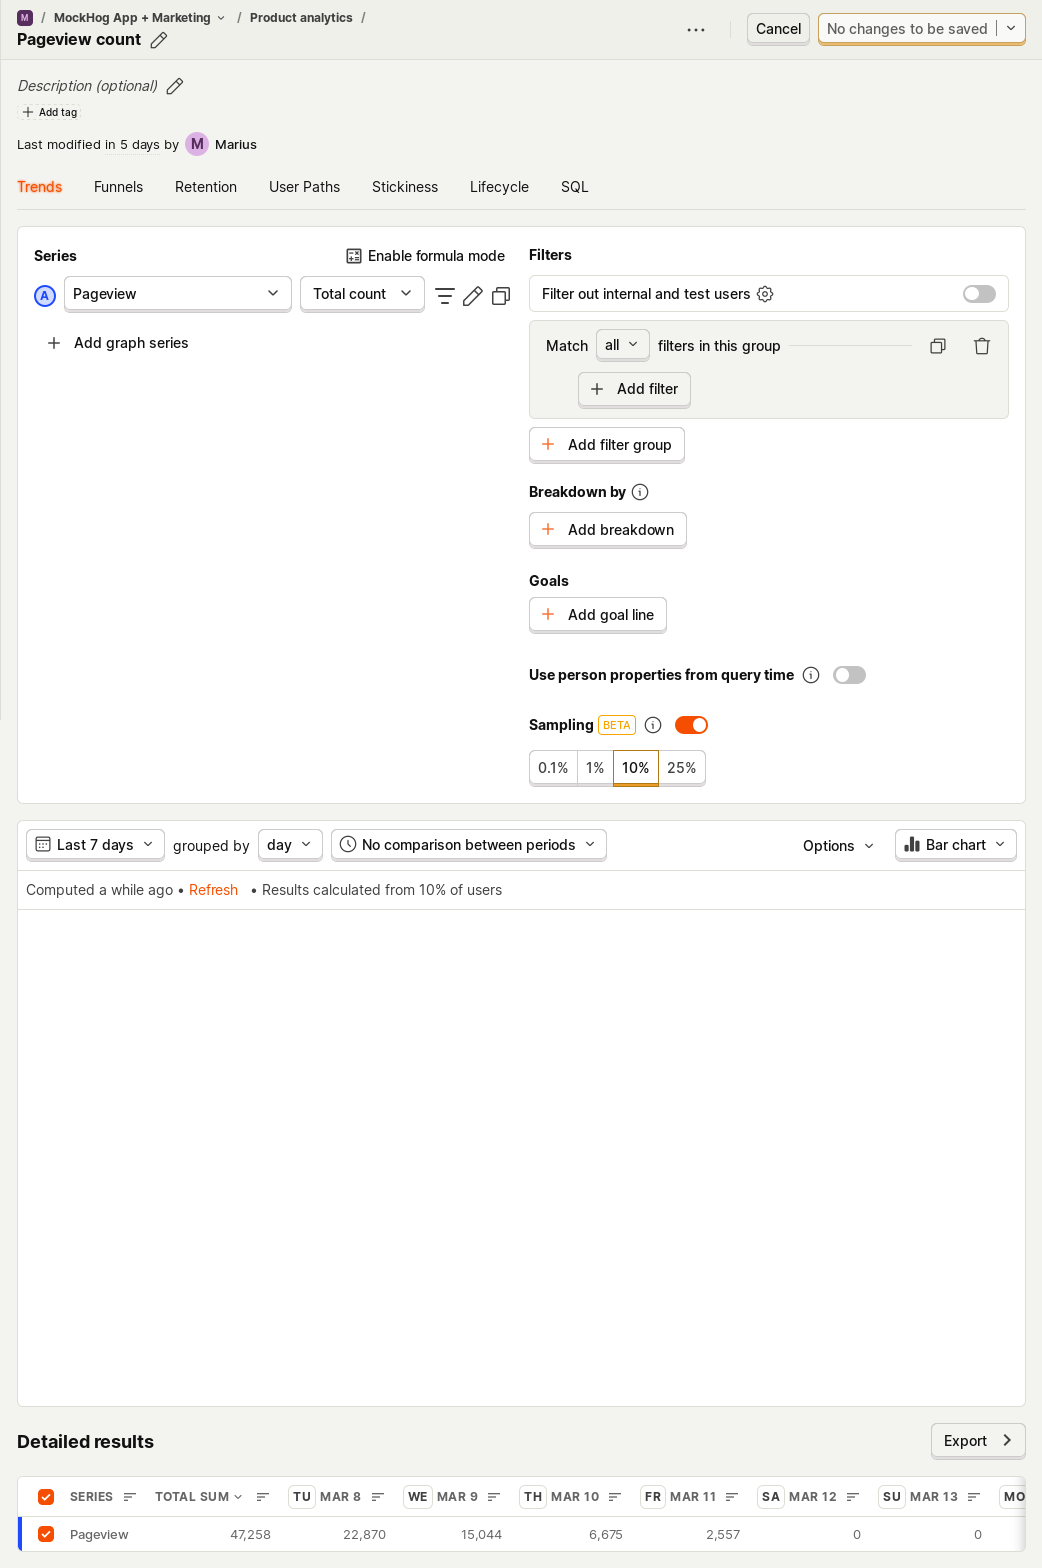 M / MockHog App + Marketing / Product analytics /
Pageview count
Cancel
No changes to be saved
Description (optional)
Add tag
Last modified in 5 days by M Marius
Trends Funnels Retention User Paths Stickiness Lifecycle SQL
Series
Enable formula mode
A Pageview Total count
Add graph series
Filters
Filter out internal and test users
Match all filters in this group
Add filter
Add filter group
Breakdown by
Add breakdown
Goals
Add goal line
Use person properties from query time
Sampling BETA
0.1% 1% 10% 25%
Last 7 days grouped by day No comparison between periods Options Bar chart
Computed a while ago • Refresh • Results calculated from 10% of users
Detailed results
Export
SERIES TOTAL SUM TU MAR 8 WE MAR 9 TH MAR 10 FR MAR 11 SA MAR 12 SU MAR 13 MO
Pageview 47,258 22,870 15,044 6,675 2,557 0 0